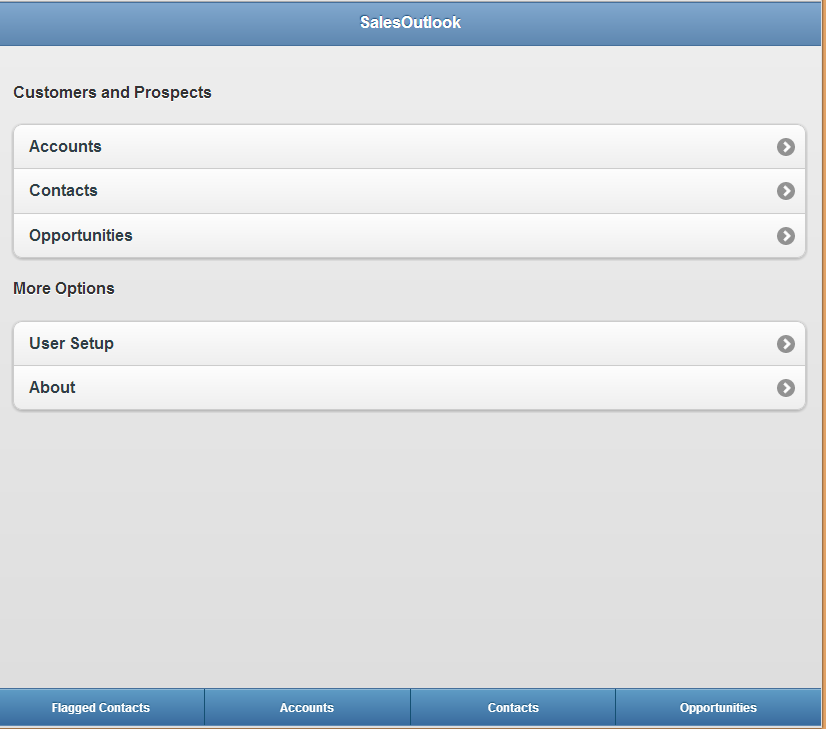 SalesOutlook
Customers and Prospects
Accounts
Contacts
Opportunities
More Options
User Setup
About
Flagged Contacts Accounts Contacts Opportunities